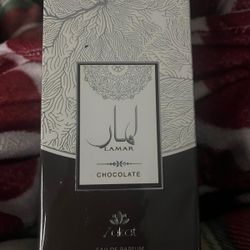 لمار
LAMAR
CHOCOLATE
EAU DE PARFUM